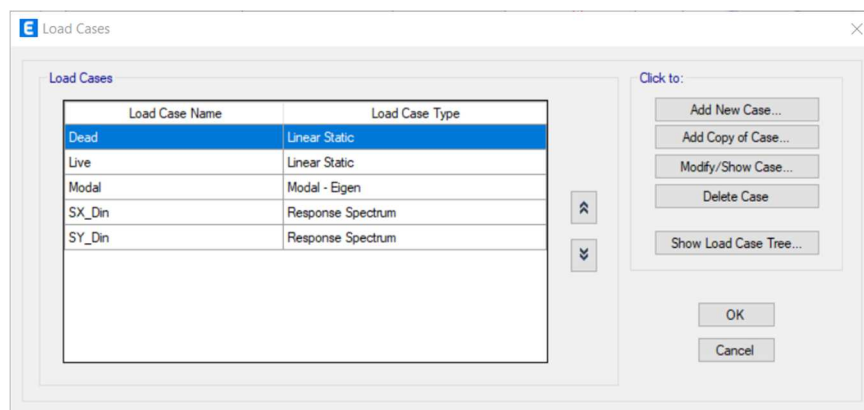 E Load Cases
Load Cases
Load Case Name Load Case Type
Dead Linear Static
Live Linear Static
Modal Modal - Eigen
SX_Din Response Spectrum
SY_Din Response Spectrum
Click to:
Add New Case...
Add Copy of Case...
Modify/Show Case...
Delete Case
Show Load Case Tree...
OK
Cancel